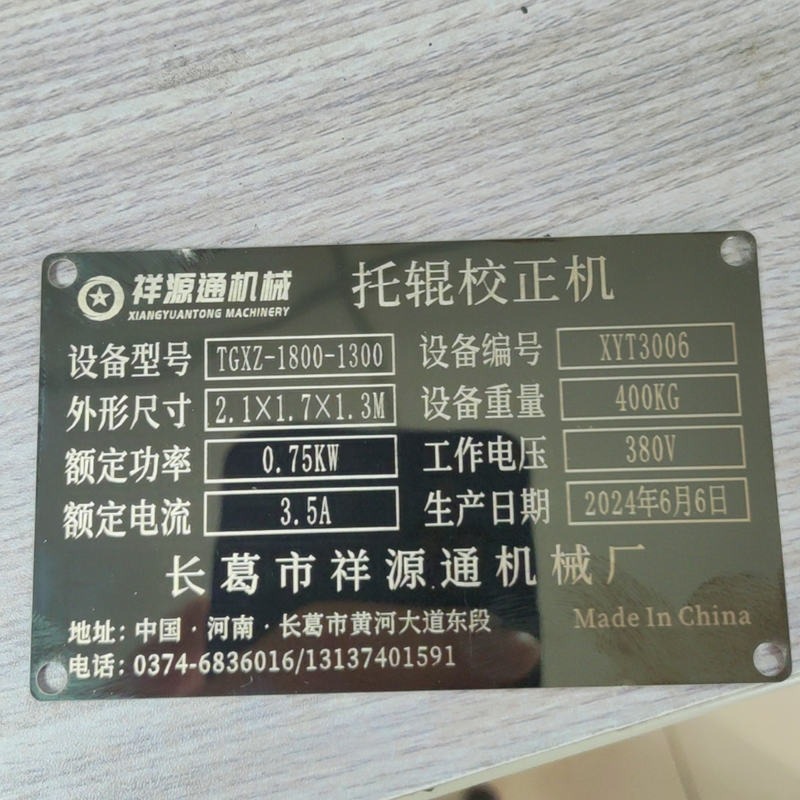 祥源通机械
XIANGYUANTONG MACHINERY
托辊校正机
设备型号 TGXZ-1800-1300 设备编号 XYT3006
外形尺寸 2.1×1.7×1.3M 设备重量 400KG
额定功率 0.75KW 工作电压 380V
额定电流 3.5A 生产日期 2024年6月6日
长葛市祥源通机械厂
地址：中国·河南·长葛市黄河大道东段 Made In China
电话：0374-6836016/13137401591